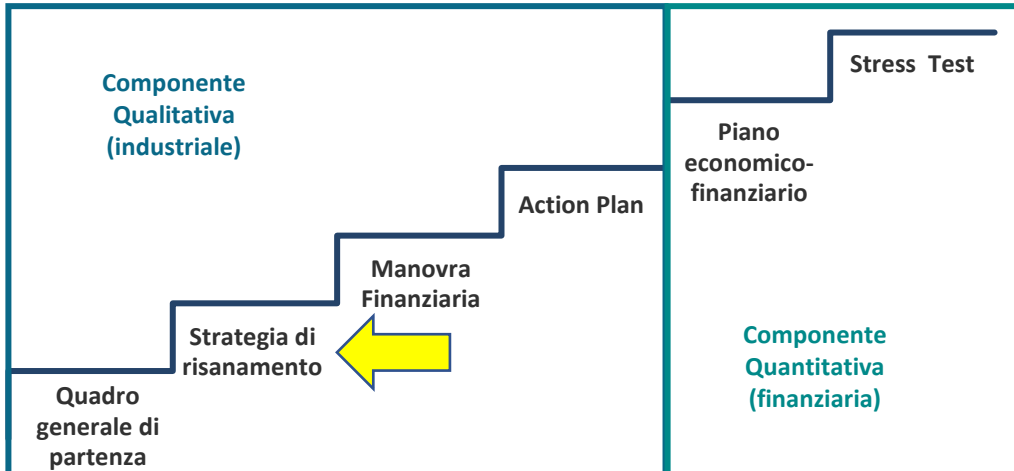 Componente
Qualitativa
(industriale)
Quadro
generale di
partenza
Strategia di
risanamento
Manovra
Finanziaria
Action Plan
Piano
economico-
finanziario
Stress Test
Componente
Quantitativa
(finanziaria)